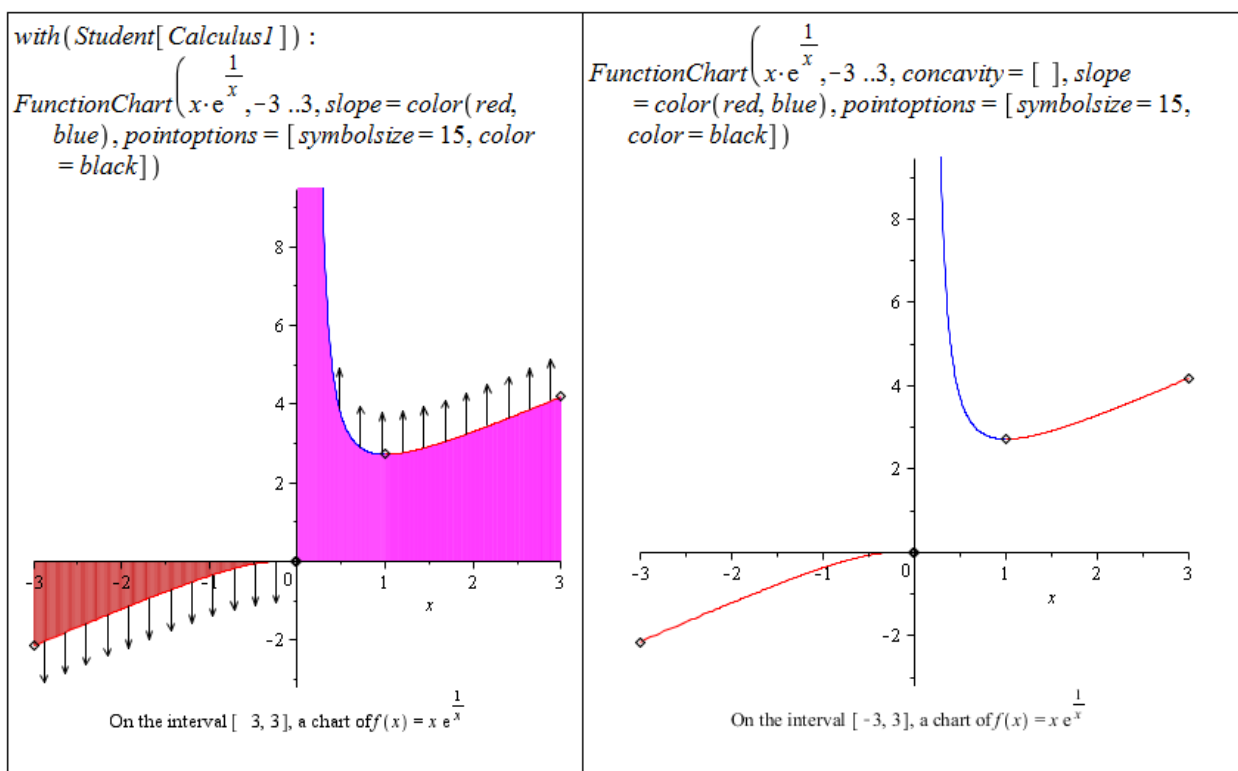 with(Student[Calculus1]) :
FunctionChart(x·e^(1/x), -3 ..3, slope = color(red,
blue), pointoptions = [symbolsize = 15, color
= black])
8
6
4
2
-3 -2 -1 0 1 2 3
x
-2
On the interval [ 3, 3], a chart of f(x) = x e^(1/x)
FunctionChart(x·e^(1/x), -3 ..3, concavity = [ ], slope
= color(red, blue), pointoptions = [symbolsize = 15,
color = black])
8
6
4
2
-3 -2 -1 0 1 2 3
x
-2
On the interval [ -3, 3], a chart of f(x) = x e^(1/x)